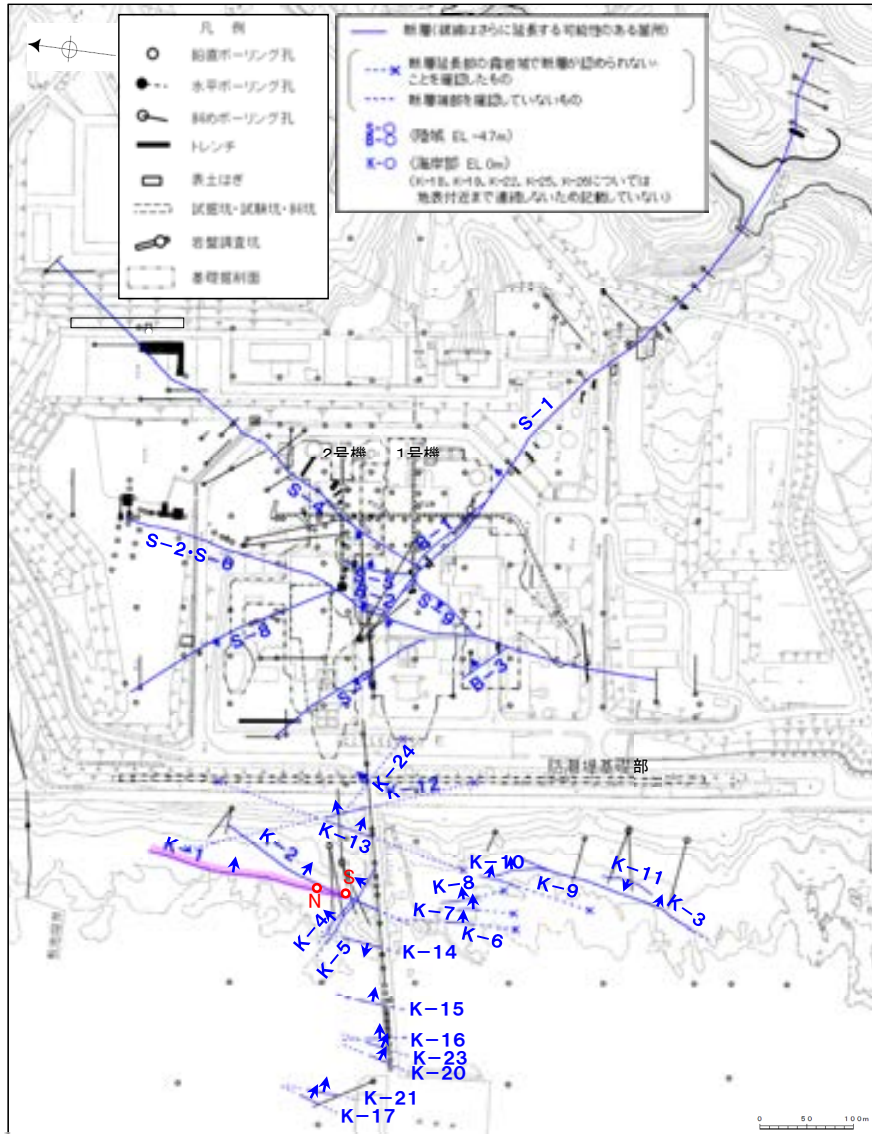 凡 例
鉛直ボーリング孔
水平ボーリング孔
斜めボーリング孔
トレンチ
表土はぎ
試掘坑・試験坑・斜坑
岩盤調査坑
基礎掘削面
断層(破線はさらに延長する可能性のある箇所)
断層延長部の露岩域で断層が認められない
ことを確認したもの
断層端部を確認していないもの
S-○
B-○
(陸域 EL -4.7m)
K-○
(海岸部 EL 0m)
(K-18、K-19、K-22、K-25、K-26については
地表付近まで連続しないため記載していない)
S-1
2号機
1号機
S-4
B-1
S-2・S-6
S-9
S-8
S-7
B-3
K-24
防潮堤基礎部
K-12
K-13
K-1
K-2
K-10
K-11
S
N
K-8
K-9
K-3
K-4
K-7
K-6
K-5
K-14
K-15
K-16
K-23
K-20
K-21
K-17
0 50 100m